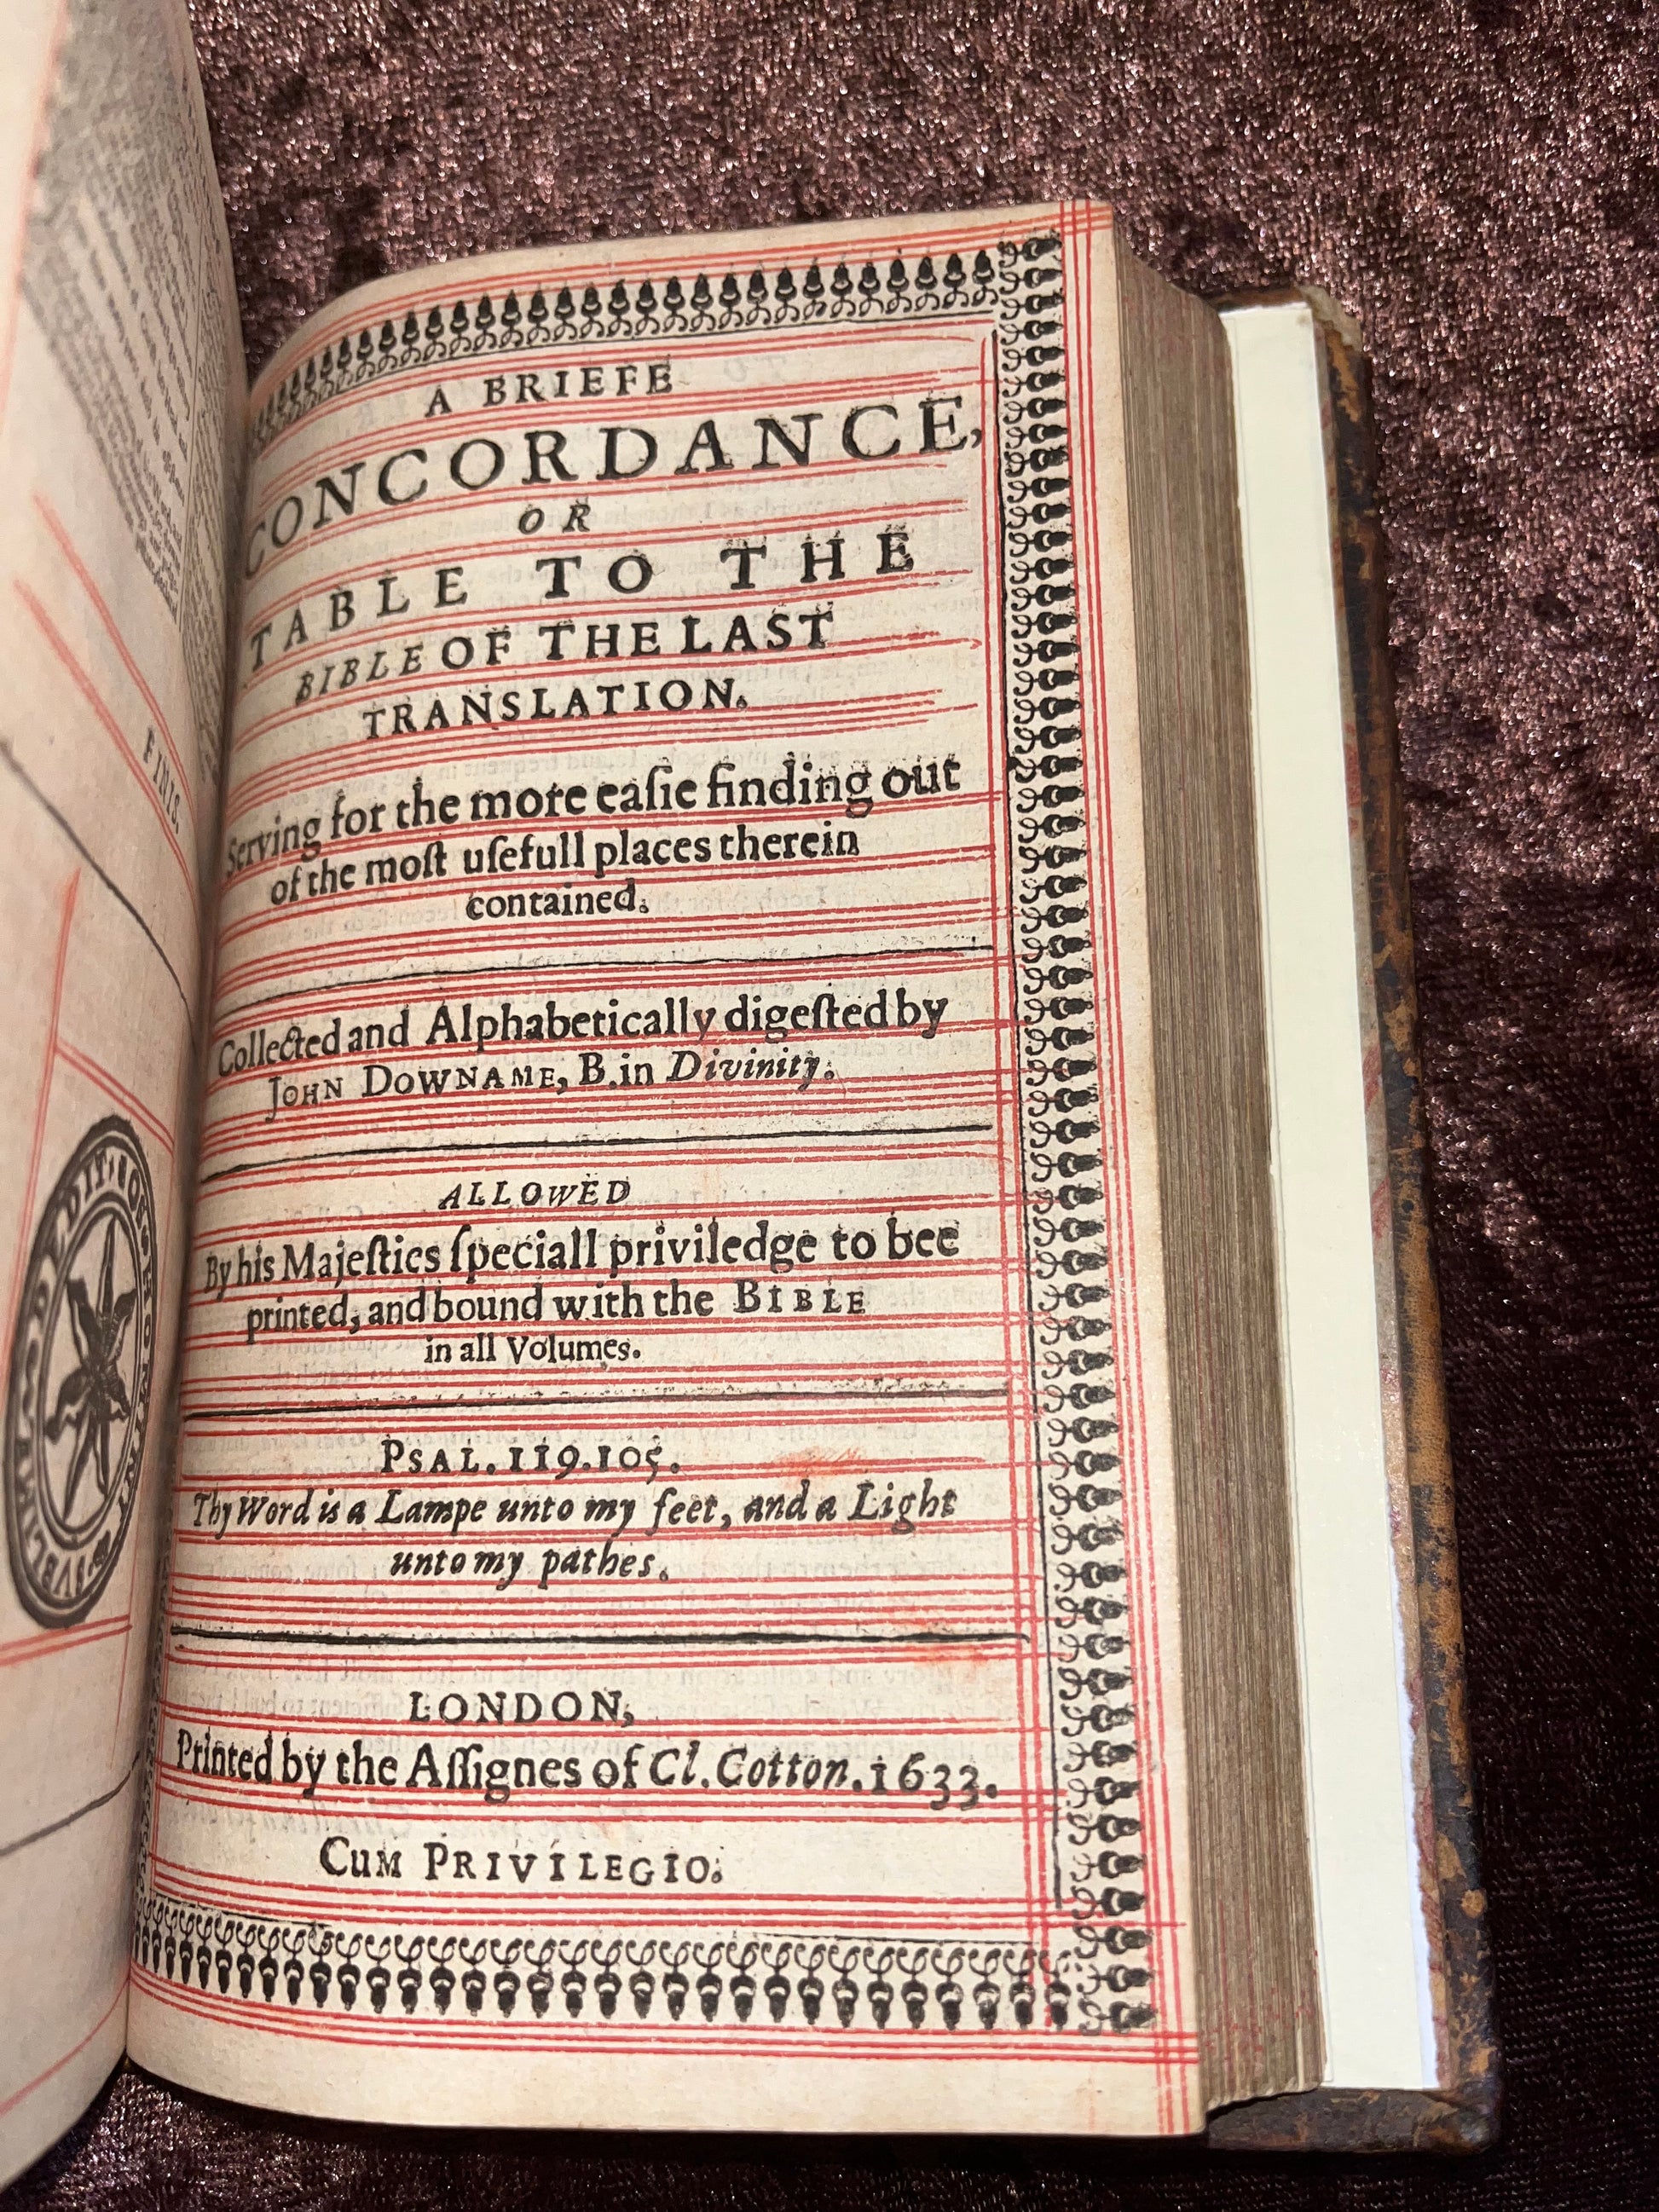 FINIS.
A BRIEFE
CONCORDANCE,
OR
TABLE TO THE
BIBLE OF THE LAST
TRANSLATION.
Serving for the more eaſie finding out
of the moſt uſefull places therein
contained.
Collected and Alphabetically digeſted by
JOHN DOWNAME, B. in Divinity.
ALLOWED
By his Majeſties ſpeciall priviledge to bee
printed, and bound with the BIBLE
in all Volumes.
PSAL. 119.105.
Thy Word is a Lampe unto my feet, and a Light
unto my pathes.
LONDON,
Printed by the Aſſignes of Cl. Cotton. 1633.
CUM PRIVILEGIO.